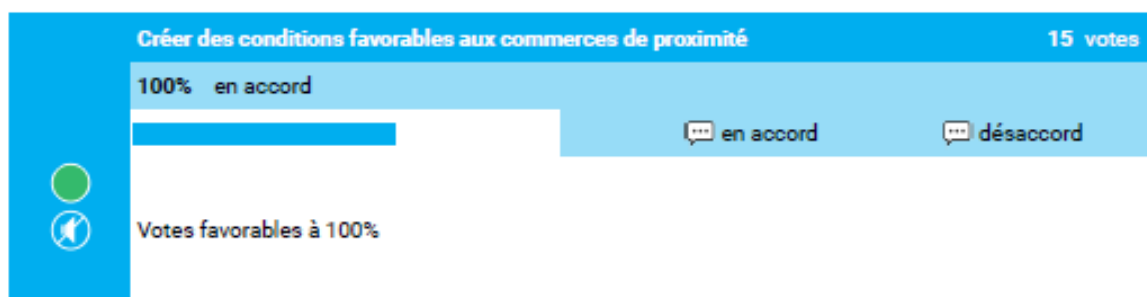 Créer des conditions favorables aux commerces de proximité 15 votes
100% en accord
en accord désaccord
Votes favorables à 100%